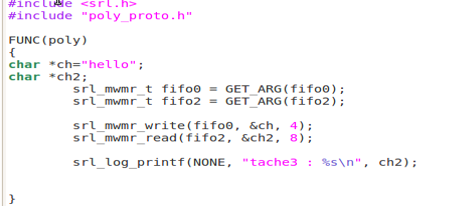 #include <srl.h>
#include "poly_proto.h"
FUNC(poly)
{
char *ch="hello";
char *ch2;
srl_mwmr_t fifo0 = GET_ARG(fifo0);
srl_mwmr_t fifo2 = GET_ARG(fifo2);
srl_mwmr_write(fifo0, &ch, 4);
srl_mwmr_read(fifo2, &ch2, 8);
srl_log_printf(NONE, "tache3 : %s\n", ch2);
}